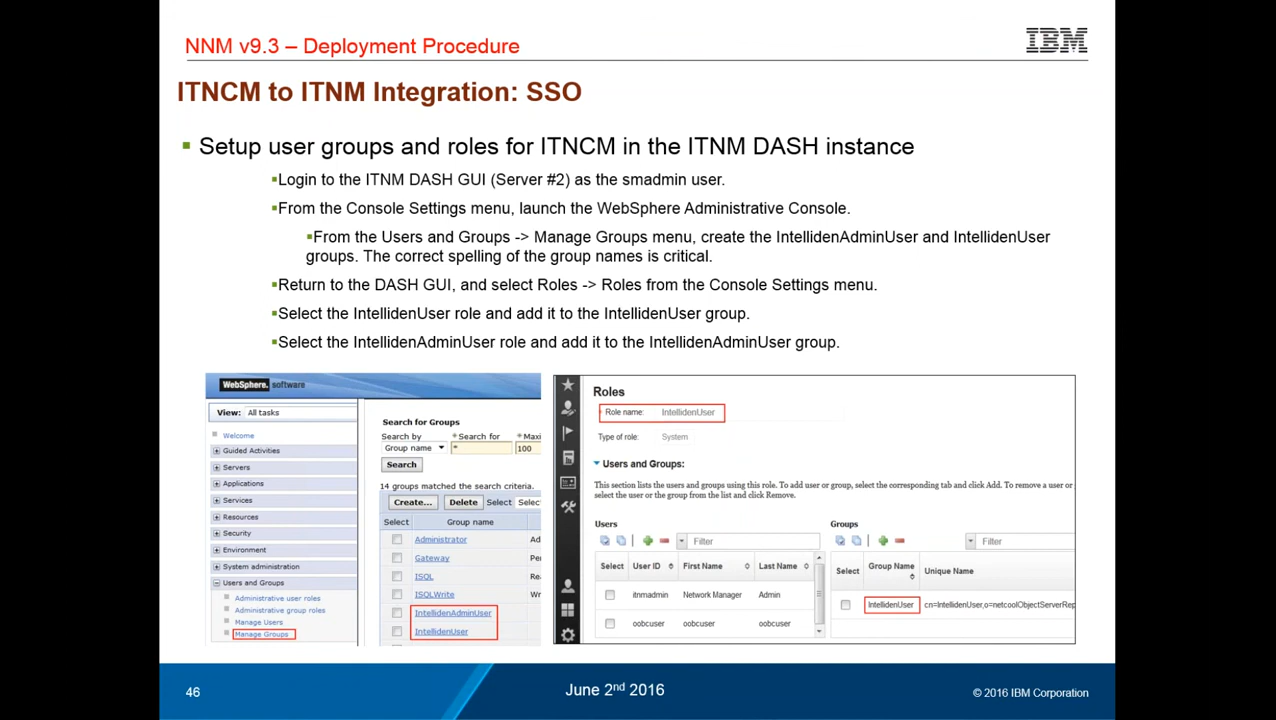 NNM v9.3 – Deployment Procedure
IBM
ITNCM to ITNM Integration: SSO
Setup user groups and roles for ITNCM in the ITNM DASH instance
Login to the ITNM DASH GUI (Server #2) as the smadmin user.
From the Console Settings menu, launch the WebSphere Administrative Console.
From the Users and Groups -> Manage Groups menu, create the IntellidenAdminUser and IntellidenUser
groups. The correct spelling of the group names is critical.
Return to the DASH GUI, and select Roles -> Roles from the Console Settings menu.
Select the IntellidenUser role and add it to the IntellidenUser group.
Select the IntellidenAdminUser role and add it to the IntellidenAdminUser group.
WebSphere. software
View: All tasks
Welcome
Guided Activities
Servers
Applications
Services
Resources
Security
Environment
System administration
Users and Groups
Administrative user roles
Administrative group roles
Manage Users
Manage Groups
Search for Groups
Search by * Search for * Maxi
Group name * 100
Search
14 groups matched the search criteria.
Create... Delete Select Selec
Select Group name
Administrator Ad
Gateway Pe
ISQL Rea
ISQLWrite Wr
IntellidenAdminUser
IntellidenUser
Roles
* Role name: IntellidenUser
Type of role: System
Users and Groups:
This section lists the users and groups using this role. To add user or group, select the corresponding tab and click Add. To remove a user or
select the user or the group from the list and click Remove.
Users Groups
Filter Filter
Select User ID First Name Last Name Select Group Name Unique Name
itnmadmin Network Manager Admin IntellidenUser cn=IntellidenUser,o=netcoolObjectServerRep
oobcuser oobcuser oobcuser
46
June 2nd 2016
© 2016 IBM Corporation